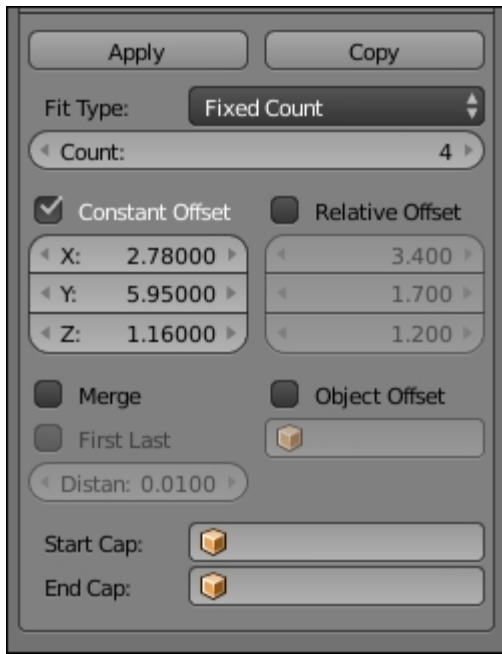 Apply Copy
Fit Type: Fixed Count
Count: 4
Constant Offset Relative Offset
X: 2.78000 3.400
Y: 5.95000 1.700
Z: 1.16000 1.200
Merge Object Offset
First Last
Distan: 0.0100
Start Cap:
End Cap: